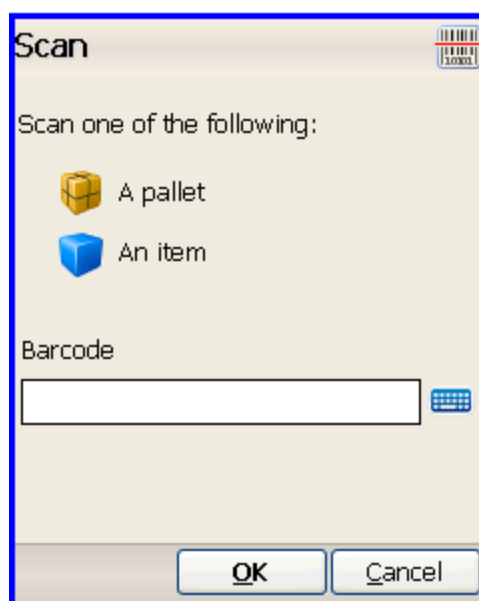 Scan
Scan one of the following:
A pallet
An item
Barcode
OK
Cancel